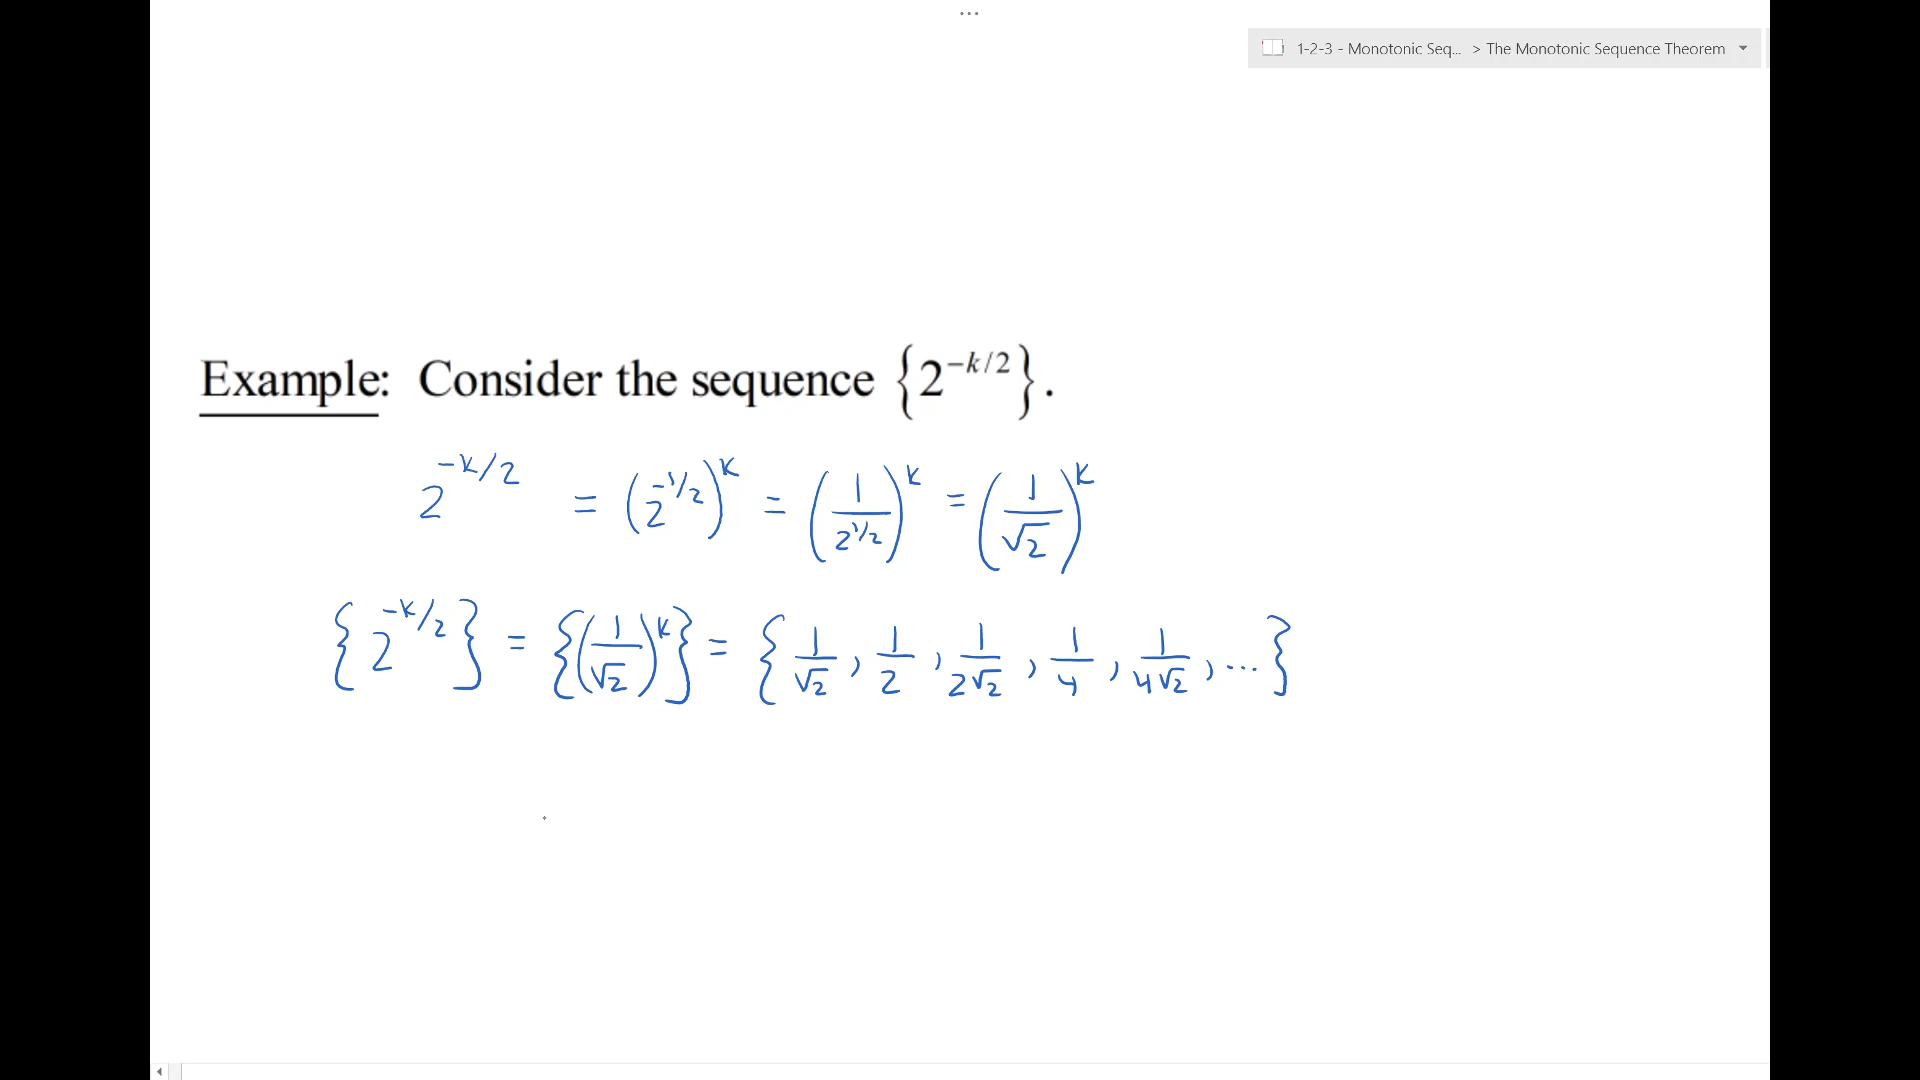 ...
1-2-3 - Monotonic Seq... > The Monotonic Sequence Theorem
Example: Consider the sequence {2^{-k/2}}.
2^{-k/2} = (2^{-1/2})^k = (1/2^{1/2})^k = (1/√2)^k
{2^{-k/2}} = {(1/√2)^k} = {1/√2, 1/2, 1/2√2, 1/4, 1/4√2, ...}